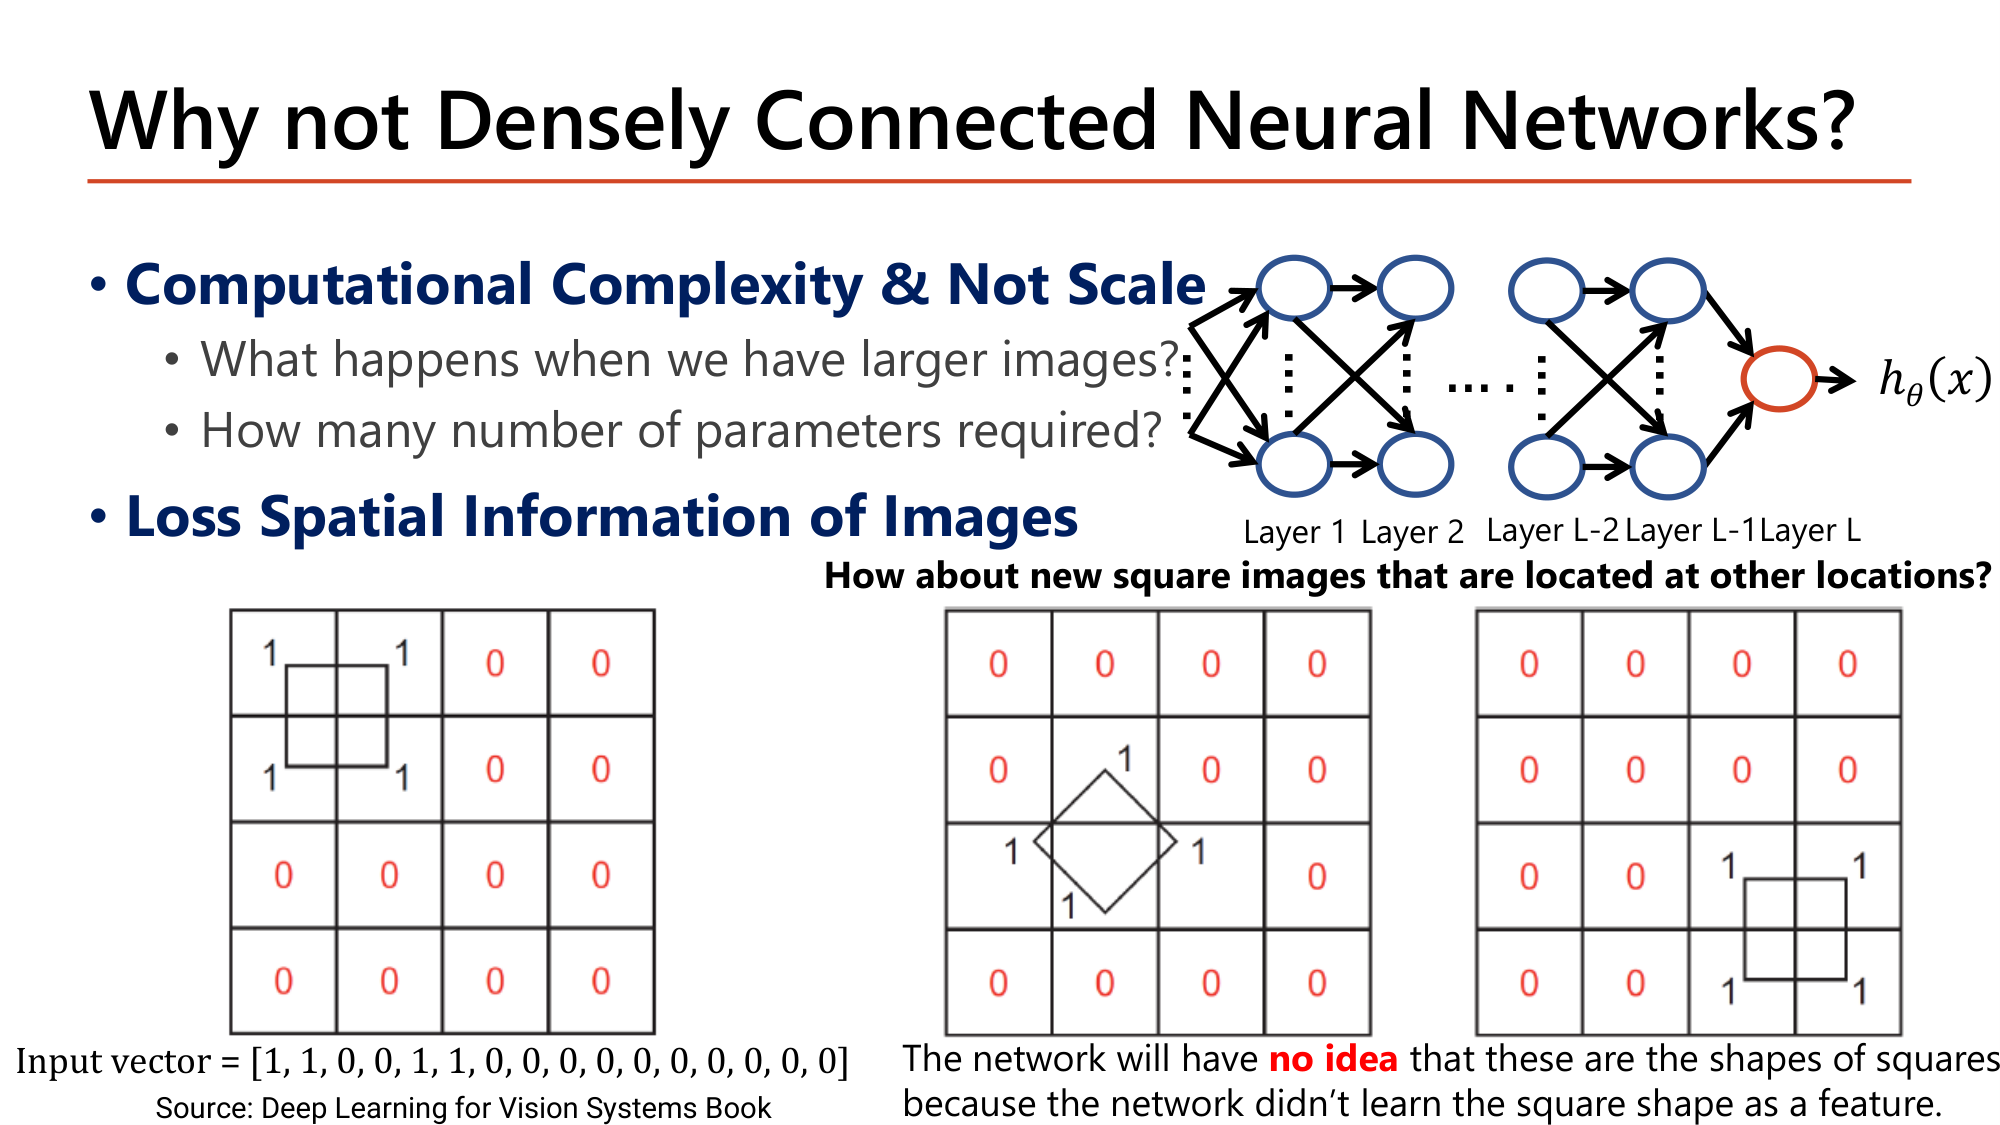 Why not Densely Connected Neural Networks?
• Computational Complexity & Not Scale
• What happens when we have larger images?
• How many number of parameters required?
• Loss Spatial Information of Images
…. 
ℎ𝜃(𝑥)
Layer 1 Layer 2 Layer L-2 Layer L-1 Layer L
How about new square images that are located at other locations?
1 1 0 0
1 1 0 0
0 0 0 0
0 0 0 0
0 0 0 0
0 1 0 0
1 1 1 0
0 0 0 0
0 0 0 0
0 0 0 0
0 0 1 1
0 0 1 1
Input vector = [1, 1, 0, 0, 1, 1, 0, 0, 0, 0, 0, 0, 0, 0, 0, 0]
Source: Deep Learning for Vision Systems Book
The network will have no idea that these are the shapes of squares
because the network didn’t learn the square shape as a feature.